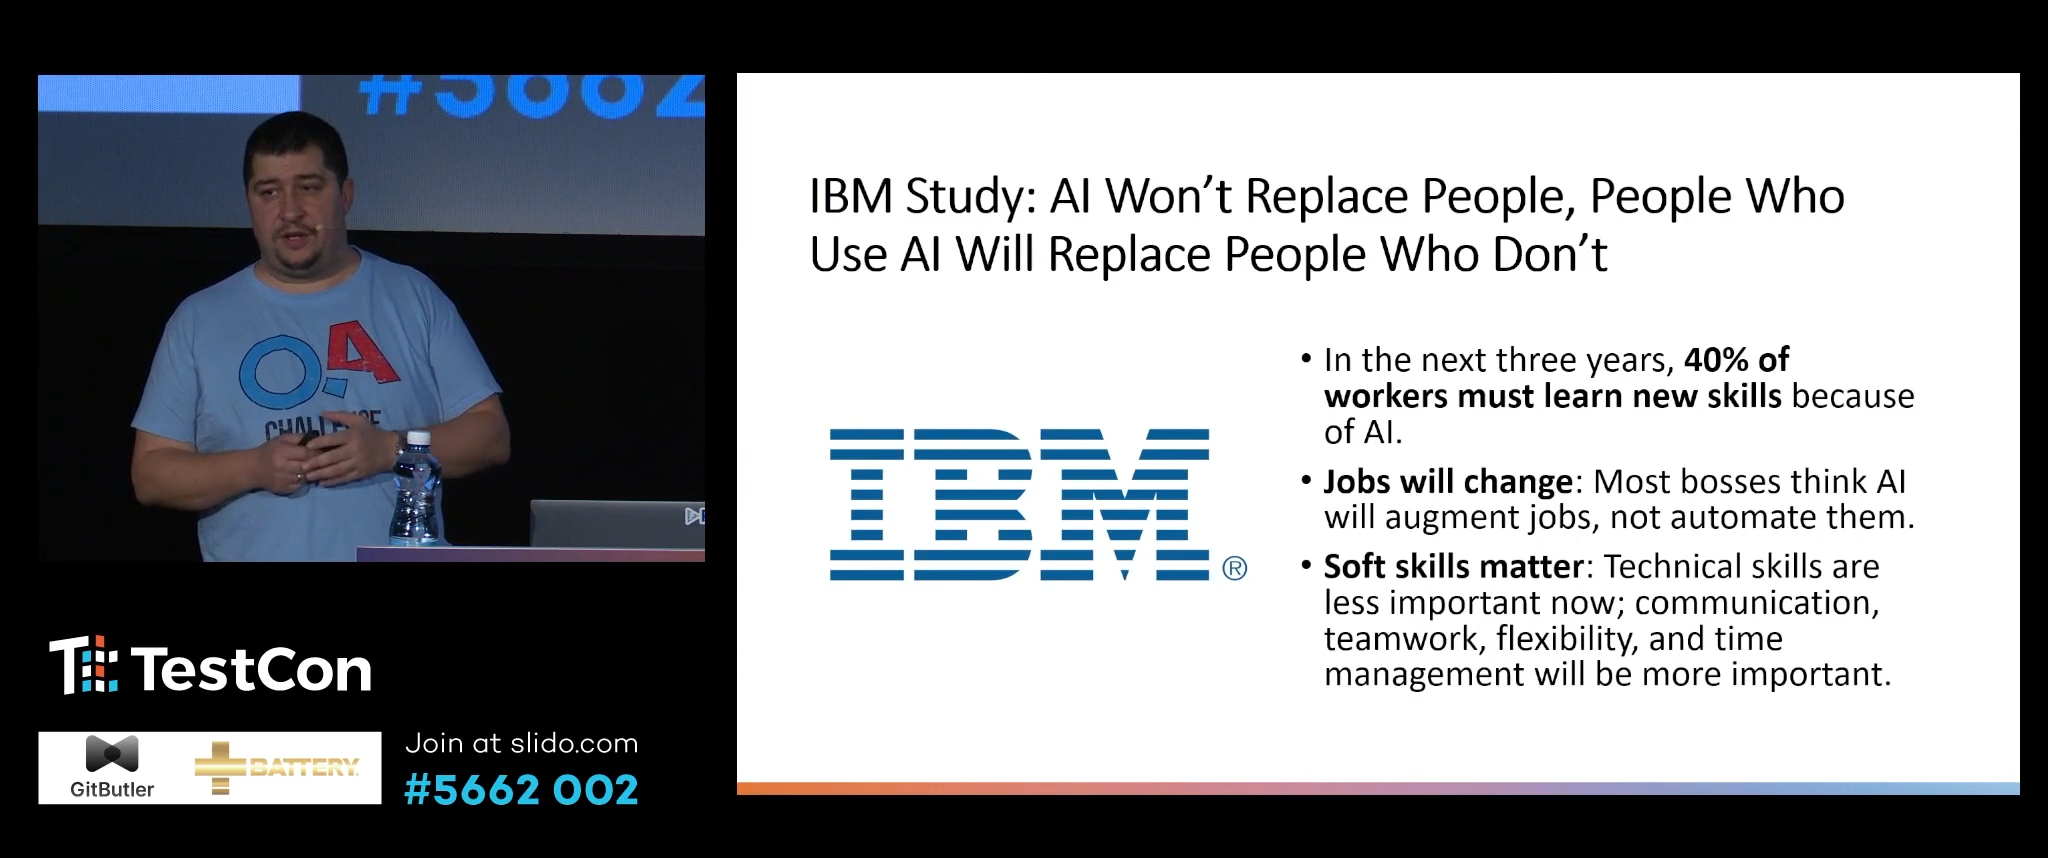 #5662
QA
CHALLENGE
TestCon
GitButler
BATTERY
Join at slido.com
#5662 002
IBM Study: AI Won’t Replace People, People Who
Use AI Will Replace People Who Don’t
IBM®
• In the next three years, 40% of
workers must learn new skills because
of AI.
• Jobs will change: Most bosses think AI
will augment jobs, not automate them.
• Soft skills matter: Technical skills are
less important now; communication,
teamwork, flexibility, and time
management will be more important.